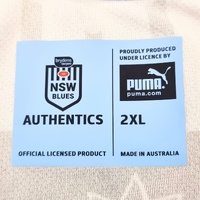 brydens
LAWYERS
NSW
BLUES
AUTHENTICS
OFFICIAL LICENSED PRODUCT
PROUDLY PRODUCED
UNDER LICENCE BY
PUMA
puma.com
2XL
MADE IN AUSTRALIA